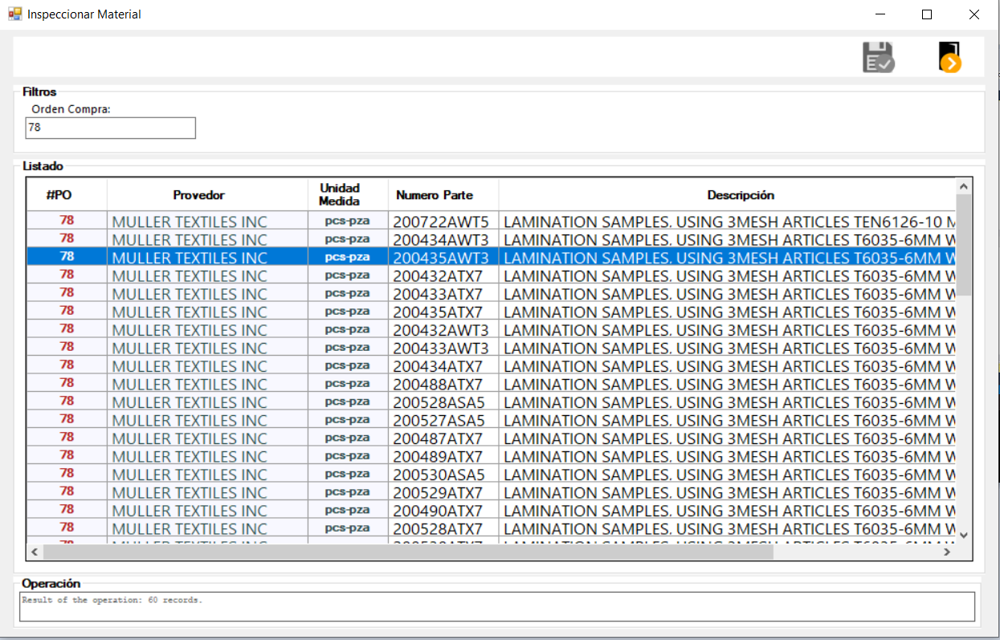 Inspeccionar Material
Filtros
Orden Compra:
78
Listado
#PO Provedor Unidad Medida Numero Parte Descripción
78 MULLER TEXTILES INC pcs-pza 200722AWT5 LAMINATION SAMPLES. USING 3MESH ARTICLES TEN6126-10 M
78 MULLER TEXTILES INC pcs-pza 200434AWT3 LAMINATION SAMPLES. USING 3MESH ARTICLES T6035-6MM W
78 MULLER TEXTILES INC pcs-pza 200435AWT3 LAMINATION SAMPLES. USING 3MESH ARTICLES T6035-6MM W
78 MULLER TEXTILES INC pcs-pza 200432ATX7 LAMINATION SAMPLES. USING 3MESH ARTICLES T6035-6MM W
78 MULLER TEXTILES INC pcs-pza 200433ATX7 LAMINATION SAMPLES. USING 3MESH ARTICLES T6035-6MM W
78 MULLER TEXTILES INC pcs-pza 200435ATX7 LAMINATION SAMPLES. USING 3MESH ARTICLES T6035-6MM W
78 MULLER TEXTILES INC pcs-pza 200432AWT3 LAMINATION SAMPLES. USING 3MESH ARTICLES T6035-6MM W
78 MULLER TEXTILES INC pcs-pza 200433AWT3 LAMINATION SAMPLES. USING 3MESH ARTICLES T6035-6MM W
78 MULLER TEXTILES INC pcs-pza 200434ATX7 LAMINATION SAMPLES. USING 3MESH ARTICLES T6035-6MM W
78 MULLER TEXTILES INC pcs-pza 200488ATX7 LAMINATION SAMPLES. USING 3MESH ARTICLES T6035-6MM W
78 MULLER TEXTILES INC pcs-pza 200528ASA5 LAMINATION SAMPLES. USING 3MESH ARTICLES T6035-6MM W
78 MULLER TEXTILES INC pcs-pza 200527ASA5 LAMINATION SAMPLES. USING 3MESH ARTICLES T6035-6MM W
78 MULLER TEXTILES INC pcs-pza 200487ATX7 LAMINATION SAMPLES. USING 3MESH ARTICLES T6035-6MM W
78 MULLER TEXTILES INC pcs-pza 200489ATX7 LAMINATION SAMPLES. USING 3MESH ARTICLES T6035-6MM W
78 MULLER TEXTILES INC pcs-pza 200530ASA5 LAMINATION SAMPLES. USING 3MESH ARTICLES T6035-6MM W
78 MULLER TEXTILES INC pcs-pza 200529ATX7 LAMINATION SAMPLES. USING 3MESH ARTICLES T6035-6MM W
78 MULLER TEXTILES INC pcs-pza 200490ATX7 LAMINATION SAMPLES. USING 3MESH ARTICLES T6035-6MM W
78 MULLER TEXTILES INC pcs-pza 200528ATX7 LAMINATION SAMPLES. USING 3MESH ARTICLES T6035-6MM W
Operación
Result of the operation: 60 records.